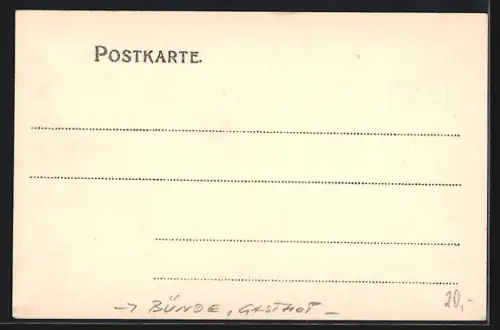 POSTKARTE.
→ BÜNDE, GASTHOF –
20,-